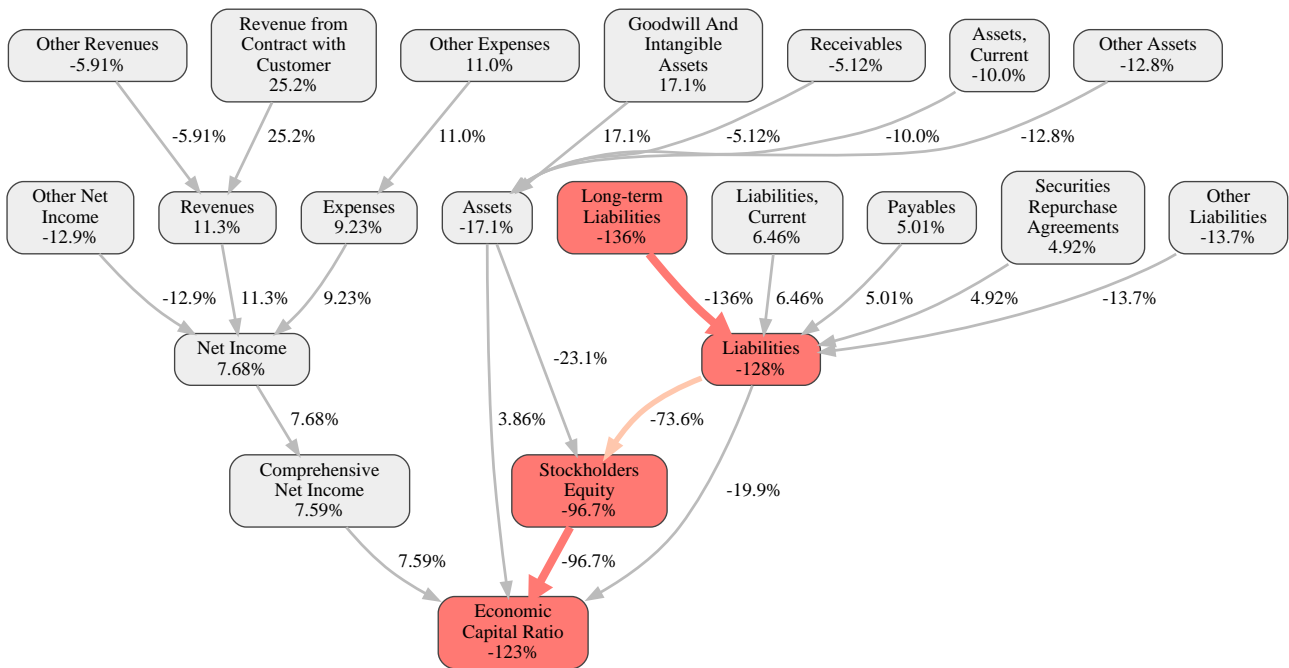 Other Revenues
-5.91%
Revenue from
Contract with
Customer
25.2%
Other Expenses
11.0%
Goodwill And
Intangible
Assets
17.1%
Receivables
-5.12%
Assets,
Current
-10.0%
Other Assets
-12.8%
-5.91%
25.2%
11.0%
17.1%
-5.12%
-10.0%
-12.8%
Other Net
Income
-12.9%
Revenues
11.3%
Expenses
9.23%
Assets
-17.1%
Long-term
Liabilities
-136%
Liabilities,
Current
6.46%
Payables
5.01%
Securities
Repurchase
Agreements
4.92%
Other
Liabilities
-13.7%
-12.9%
11.3%
9.23%
-136%
6.46%
5.01%
4.92%
-13.7%
Net Income
7.68%
-23.1%
Liabilities
-128%
7.68%
3.86%
-73.6%
Comprehensive
Net Income
7.59%
Stockholders
Equity
-96.7%
-19.9%
7.59%
-96.7%
Economic
Capital Ratio
-123%